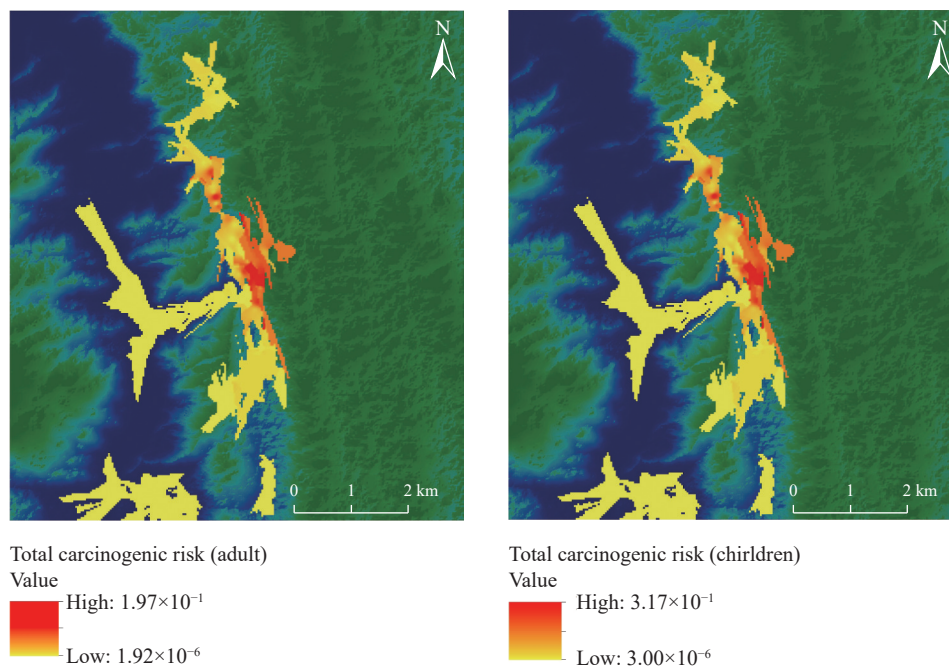 N
0 1 2 km
Total carcinogenic risk (adult)
Value
High: 1.97×10⁻¹
Low: 1.92×10⁻⁶
N
0 1 2 km
Total carcinogenic risk (chirldren)
Value
High: 3.17×10⁻¹
Low: 3.00×10⁻⁶